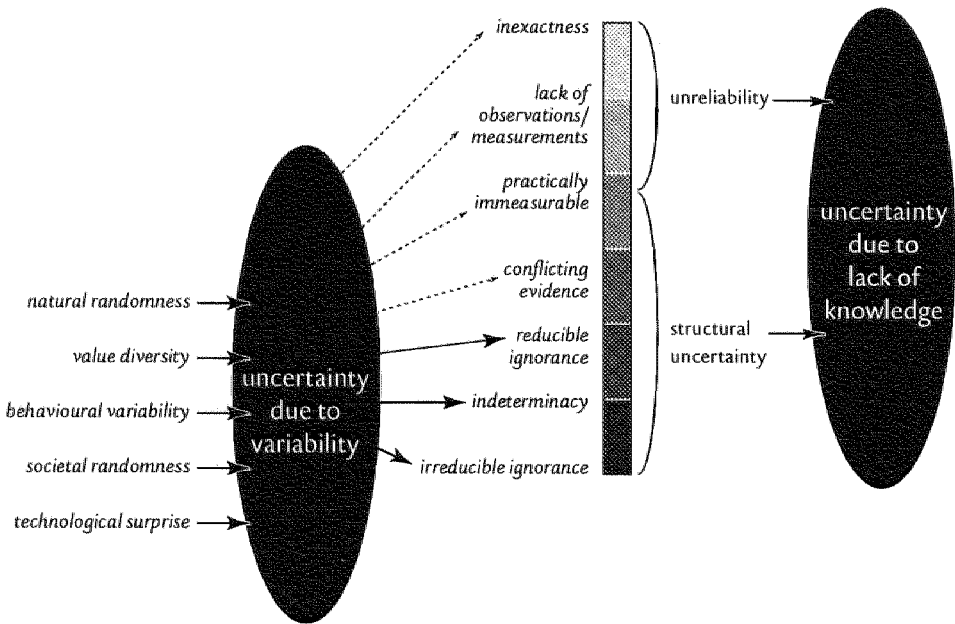 natural randomness
value diversity
behavioural variability
societal randomness
technological surprise
uncertainty
due to
variability
inexactness
lack of
observations/
measurements
practically
immeasurable
conflicting
evidence
reducible
ignorance
indeterminacy
irreducible ignorance
unreliability
structural
uncertainty
uncertainty
due to
lack of
knowledge